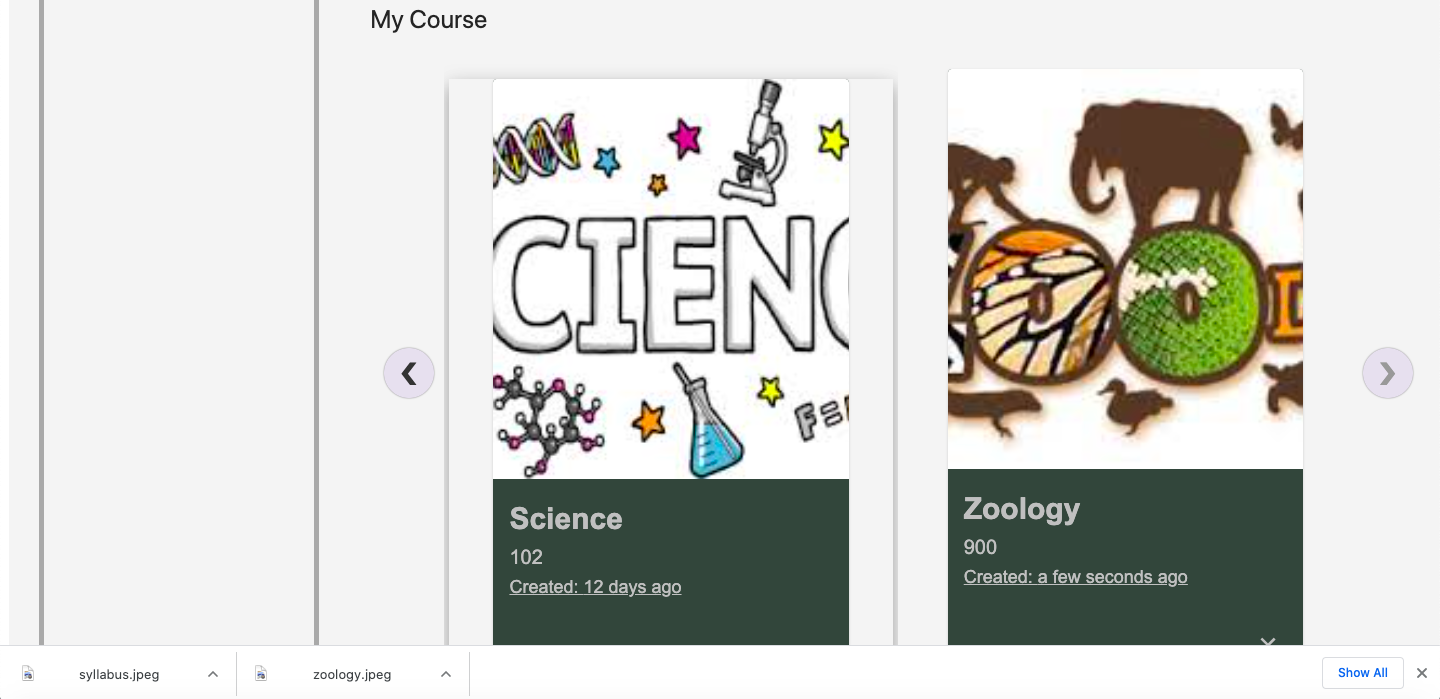 My Course
CIENC
F=
ZOO
Science
102
Created: 12 days ago
Zoology
900
Created: a few seconds ago
syllabus.jpeg
zoology.jpeg
Show All